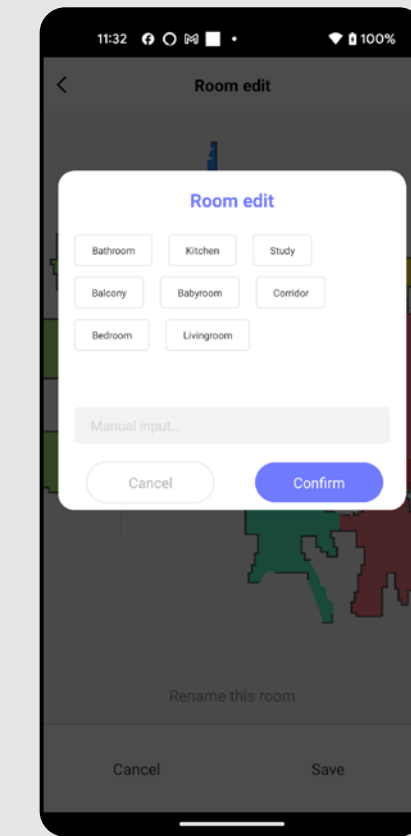 11:32 100%
Room edit
Room edit
Bathroom Kitchen Study
Balcony Babyroom Corridor
Bedroom Livingroom
Manual input...
Cancel Confirm
Rename this room
Cancel Save